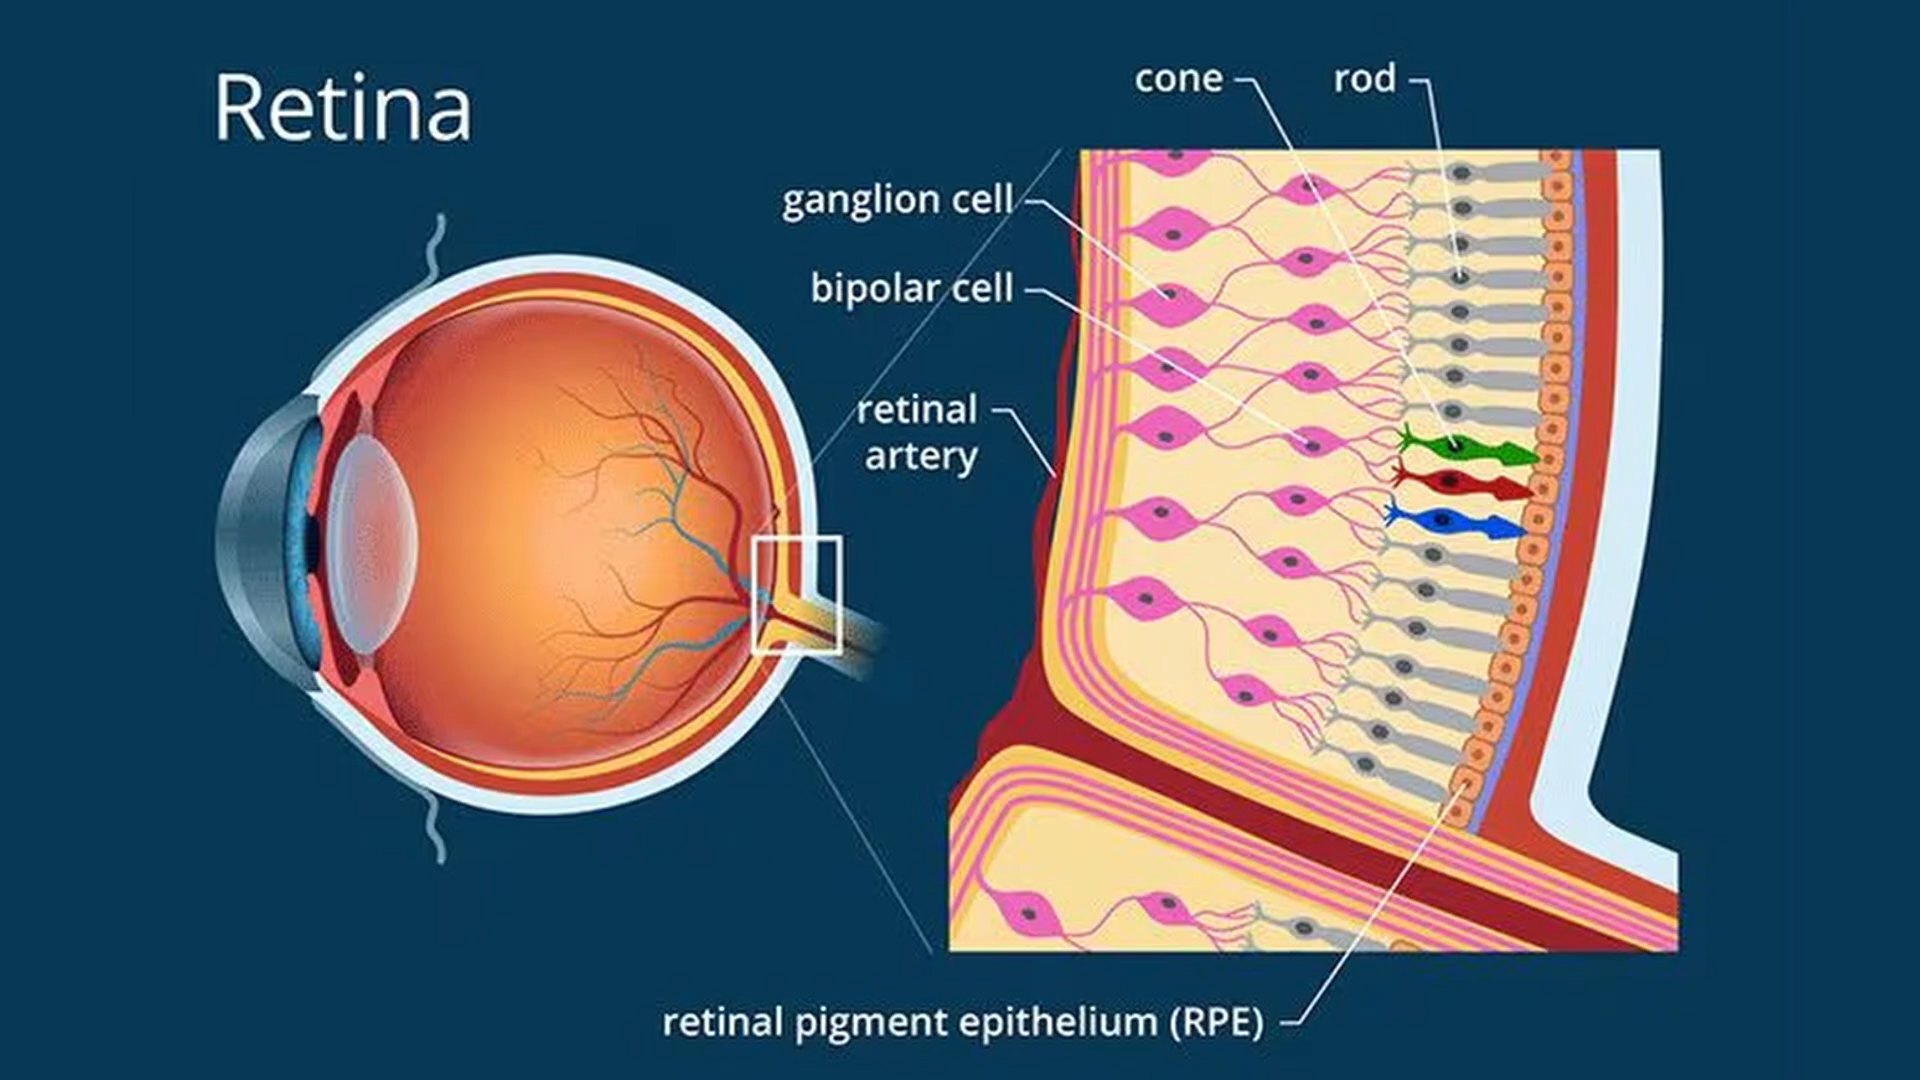 Retina
cone
rod
ganglion cell
bipolar cell
retinal
artery
retinal pigment epithelium (RPE)